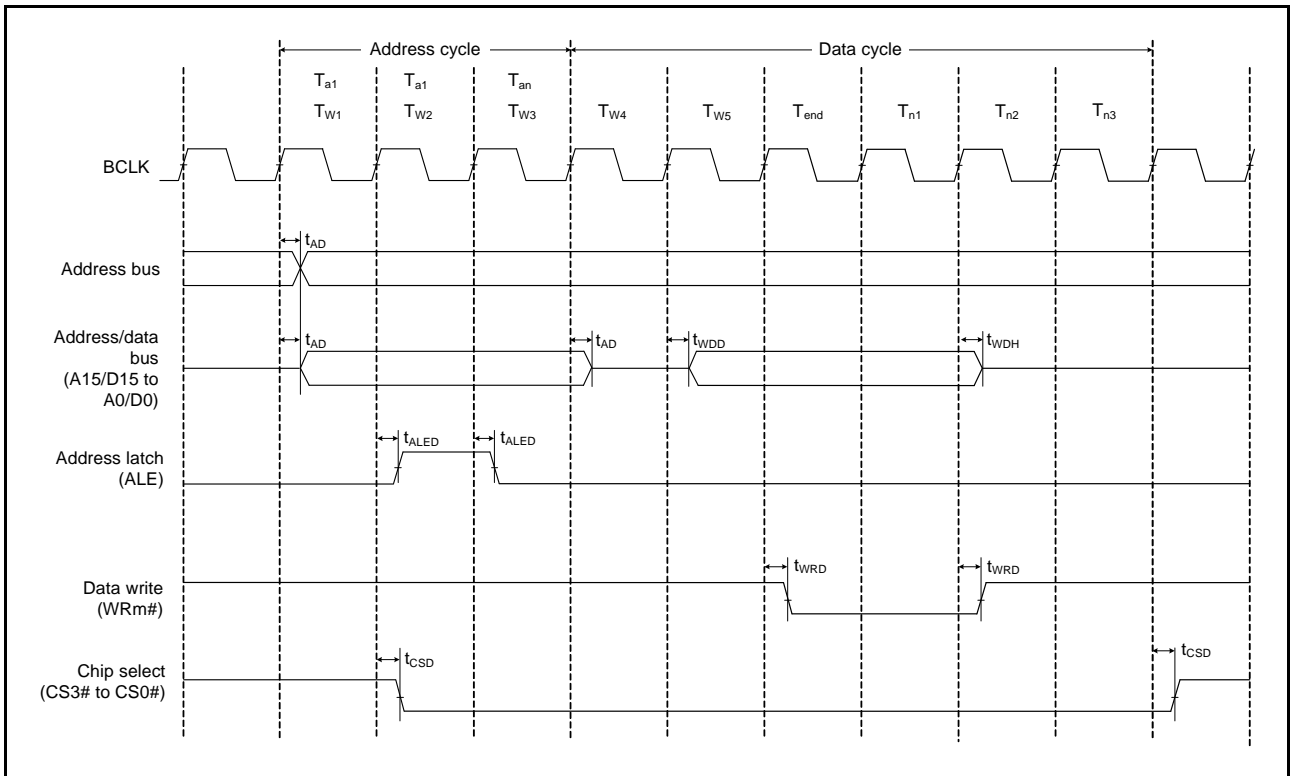 Address cycle Data cycle
Ta1 Ta1 Tan
TW1 TW2 TW3 TW4 TW5 Tend Tn1 Tn2 Tn3
BCLK
tAD
Address bus
Address/data
bus
(A15/D15 to
A0/D0)
tAD tAD tWDD tWDH
Address latch
(ALE)
tALED tALED
Data write
(WRm#)
tWRD tWRD
Chip select
(CS3# to CS0#)
tCSD tCSD